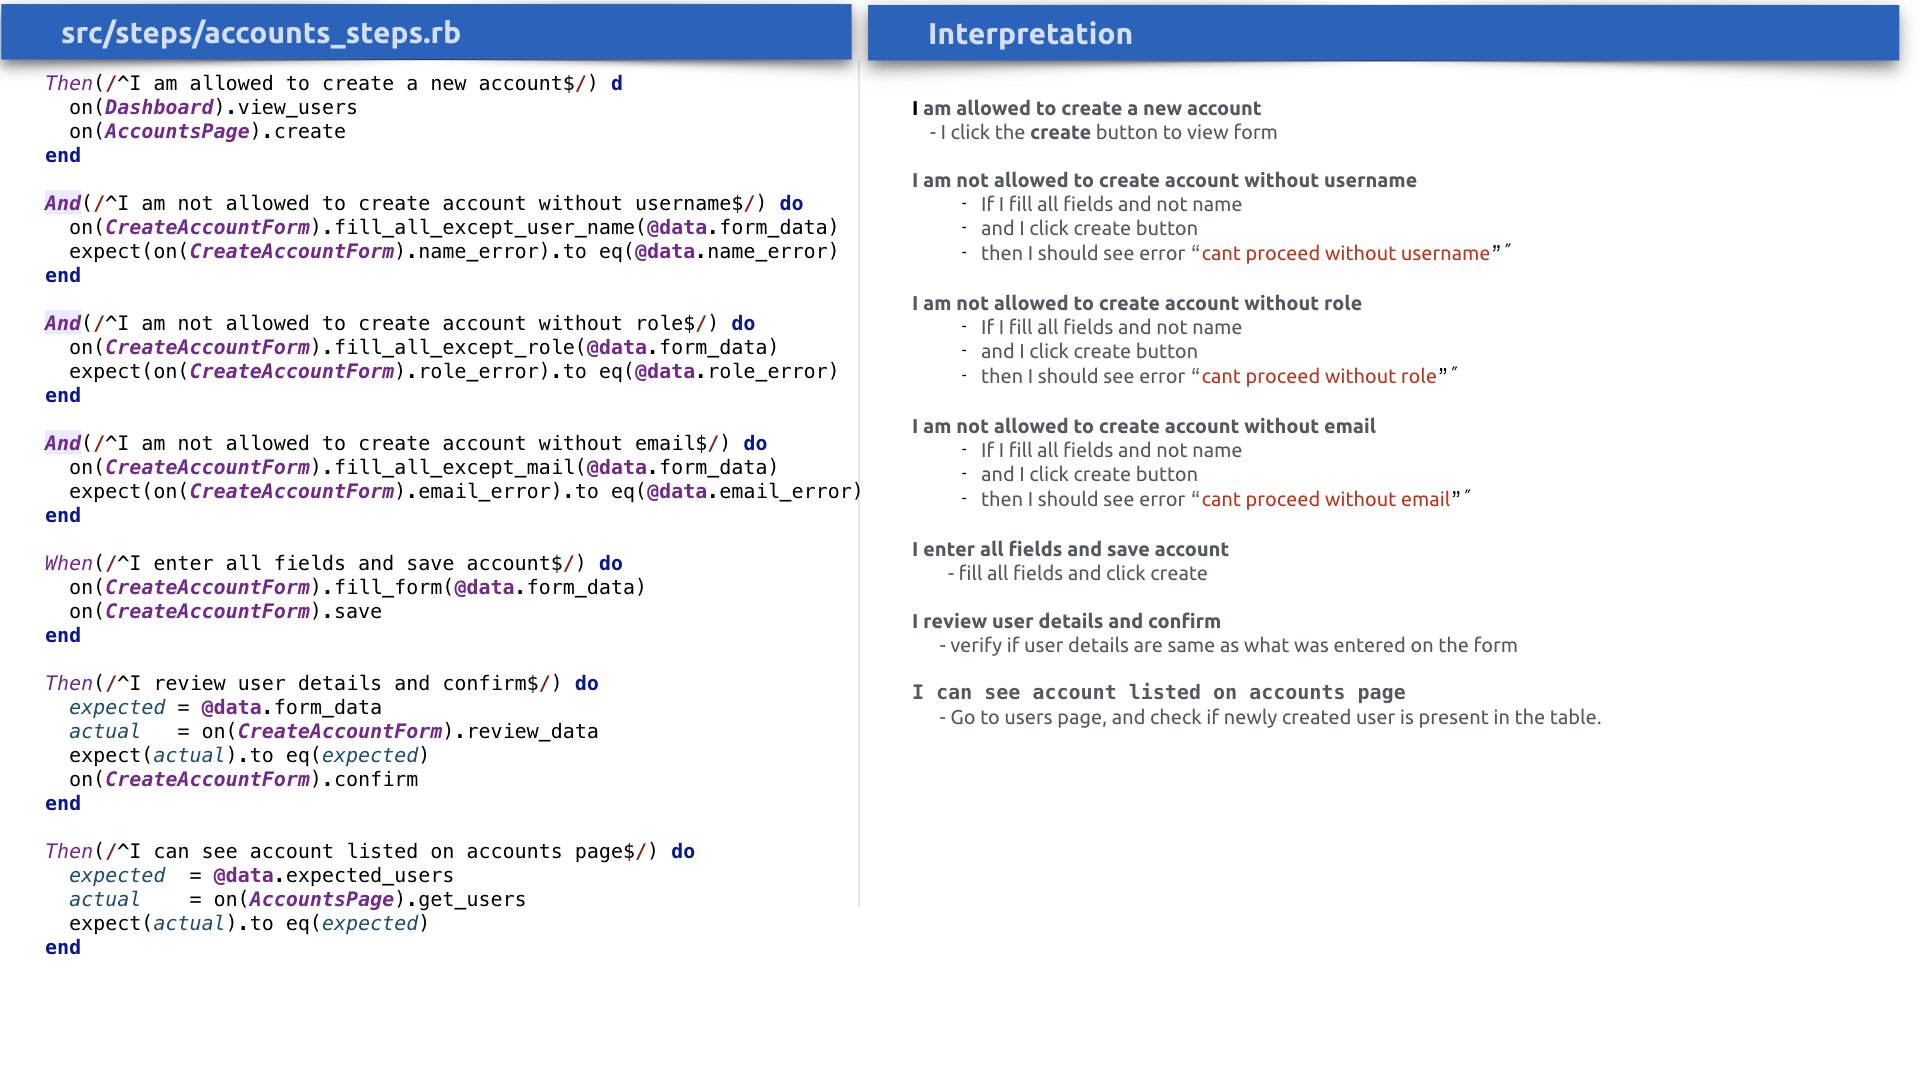 src/steps/accounts_steps.rb
Then(/^I am allowed to create a new account$/) d
  on(Dashboard).view_users
  on(AccountsPage).create
end

And(/^I am not allowed to create account without username$/) do
  on(CreateAccountForm).fill_all_except_user_name(@data.form_data)
  expect(on(CreateAccountForm).name_error).to eq(@data.name_error)
end

And(/^I am not allowed to create account without role$/) do
  on(CreateAccountForm).fill_all_except_role(@data.form_data)
  expect(on(CreateAccountForm).role_error).to eq(@data.role_error)
end

And(/^I am not allowed to create account without email$/) do
  on(CreateAccountForm).fill_all_except_mail(@data.form_data)
  expect(on(CreateAccountForm).email_error).to eq(@data.email_error)
end

When(/^I enter all fields and save account$/) do
  on(CreateAccountForm).fill_form(@data.form_data)
  on(CreateAccountForm).save
end

Then(/^I review user details and confirm$/) do
  expected = @data.form_data
  actual   = on(CreateAccountForm).review_data
  expect(actual).to eq(expected)
  on(CreateAccountForm).confirm
end

Then(/^I can see account listed on accounts page$/) do
  expected  = @data.expected_users
  actual    = on(AccountsPage).get_users
  expect(actual).to eq(expected)
end

Interpretation
I am allowed to create a new account
- I click the create button to view form

I am not allowed to create account without username
- If I fill all fields and not name
- and I click create button
- then I should see error “cant proceed without username” ″

I am not allowed to create account without role
- If I fill all fields and not name
- and I click create button
- then I should see error “cant proceed without role” ″

I am not allowed to create account without email
- If I fill all fields and not name
- and I click create button
- then I should see error “cant proceed without email” ″

I enter all fields and save account
- fill all fields and click create

I review user details and confirm
- verify if user details are same as what was entered on the form

I can see account listed on accounts page
- Go to users page, and check if newly created user is present in the table.